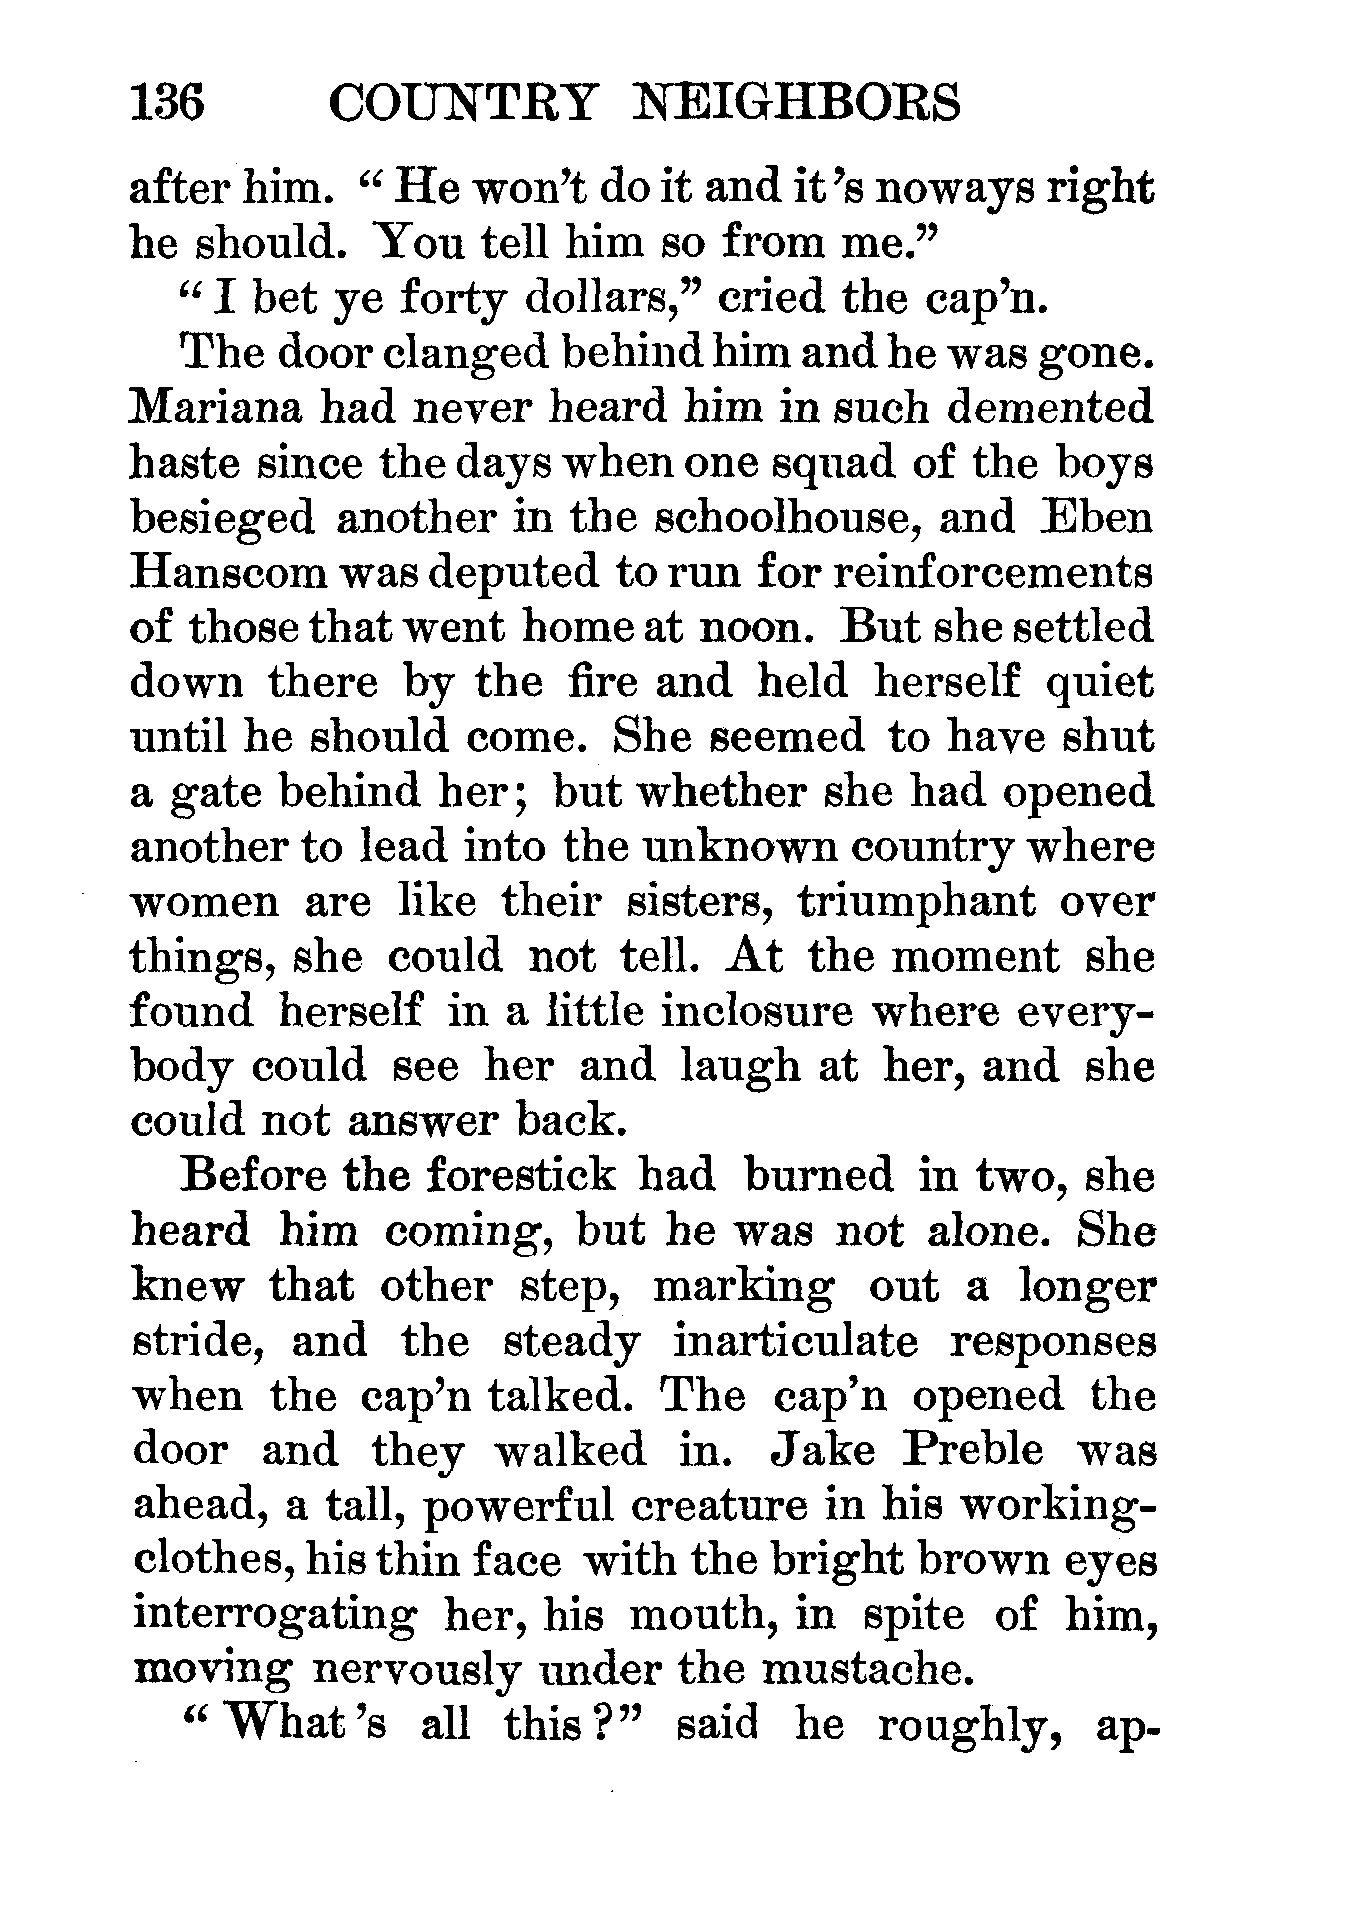 136 COUNTRY NEIGHBORS
after him. “He won’t do it and it’s noways right
he should. You tell him so from me.”
“I bet ye forty dollars,” cried the cap’n.
The door clanged behind him and he was gone.
Mariana had never heard him in such demented
haste since the days when one squad of the boys
besieged another in the schoolhouse, and Eben
Hanscom was deputed to run for reinforcements
of those that went home at noon. But she settled
down there by the fire and held herself quiet
until he should come. She seemed to have shut
a gate behind her; but whether she had opened
another to lead into the unknown country where
women are like their sisters, triumphant over
things, she could not tell. At the moment she
found herself in a little inclosure where every-
body could see her and laugh at her, and she
could not answer back.
Before the forestick had burned in two, she
heard him coming, but he was not alone. She
knew that other step, marking out a longer
stride, and the steady inarticulate responses
when the cap’n talked. The cap’n opened the
door and they walked in. Jake Preble was
ahead, a tall, powerful creature in his working-
clothes, his thin face with the bright brown eyes
interrogating her, his mouth, in spite of him,
moving nervously under the mustache.
“What’s all this?” said he roughly, ap-